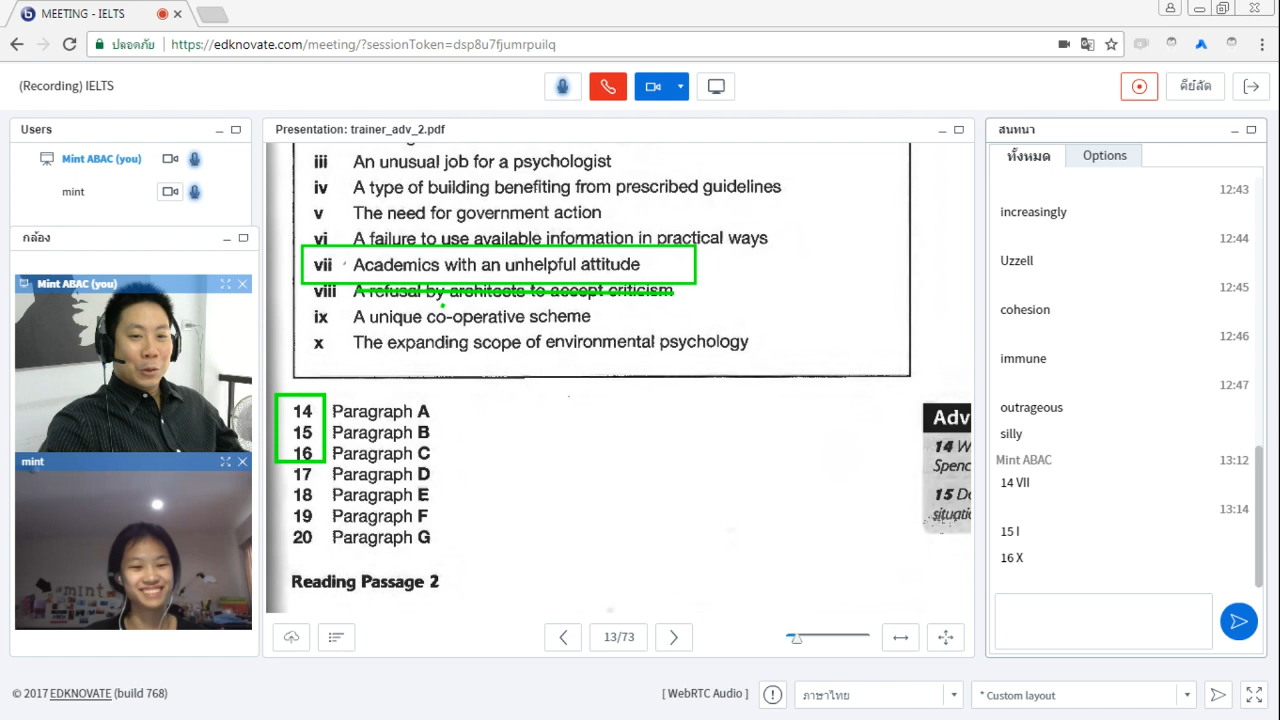 MEETING - IELTS
ปลอดภัย https://edknovate.com/meeting/?sessionToken=dsp8u7fjumrpuilq
(Recording) IELTS
คีย์ลัด
Users
Mint ABAC (you)
mint
กล้อง
Mint ABAC (you)
mint
Presentation: trainer_adv_2.pdf
iii An unusual job for a psychologist
iv A type of building benefiting from prescribed guidelines
v The need for government action
vi A failure to use available information in practical ways
vii Academics with an unhelpful attitude
viii A refusal by architects to accept criticism
ix A unique co-operative scheme
x The expanding scope of environmental psychology
14 Paragraph A
15 Paragraph B
16 Paragraph C
17 Paragraph D
18 Paragraph E
19 Paragraph F
20 Paragraph G
Adv
14 W
Spenc
15 Do
situatic
Reading Passage 2
13/73
สนทนา
ทั้งหมด Options
12:43
increasingly
12:44
Uzzell
12:45
cohesion
12:46
immune
12:47
outrageous
silly
Mint ABAC 13:12
14 VII
13:14
15 I
16 X
© 2017 EDKNOVATE (build 768)
[ WebRTC Audio ]
ภาษาไทย
* Custom layout